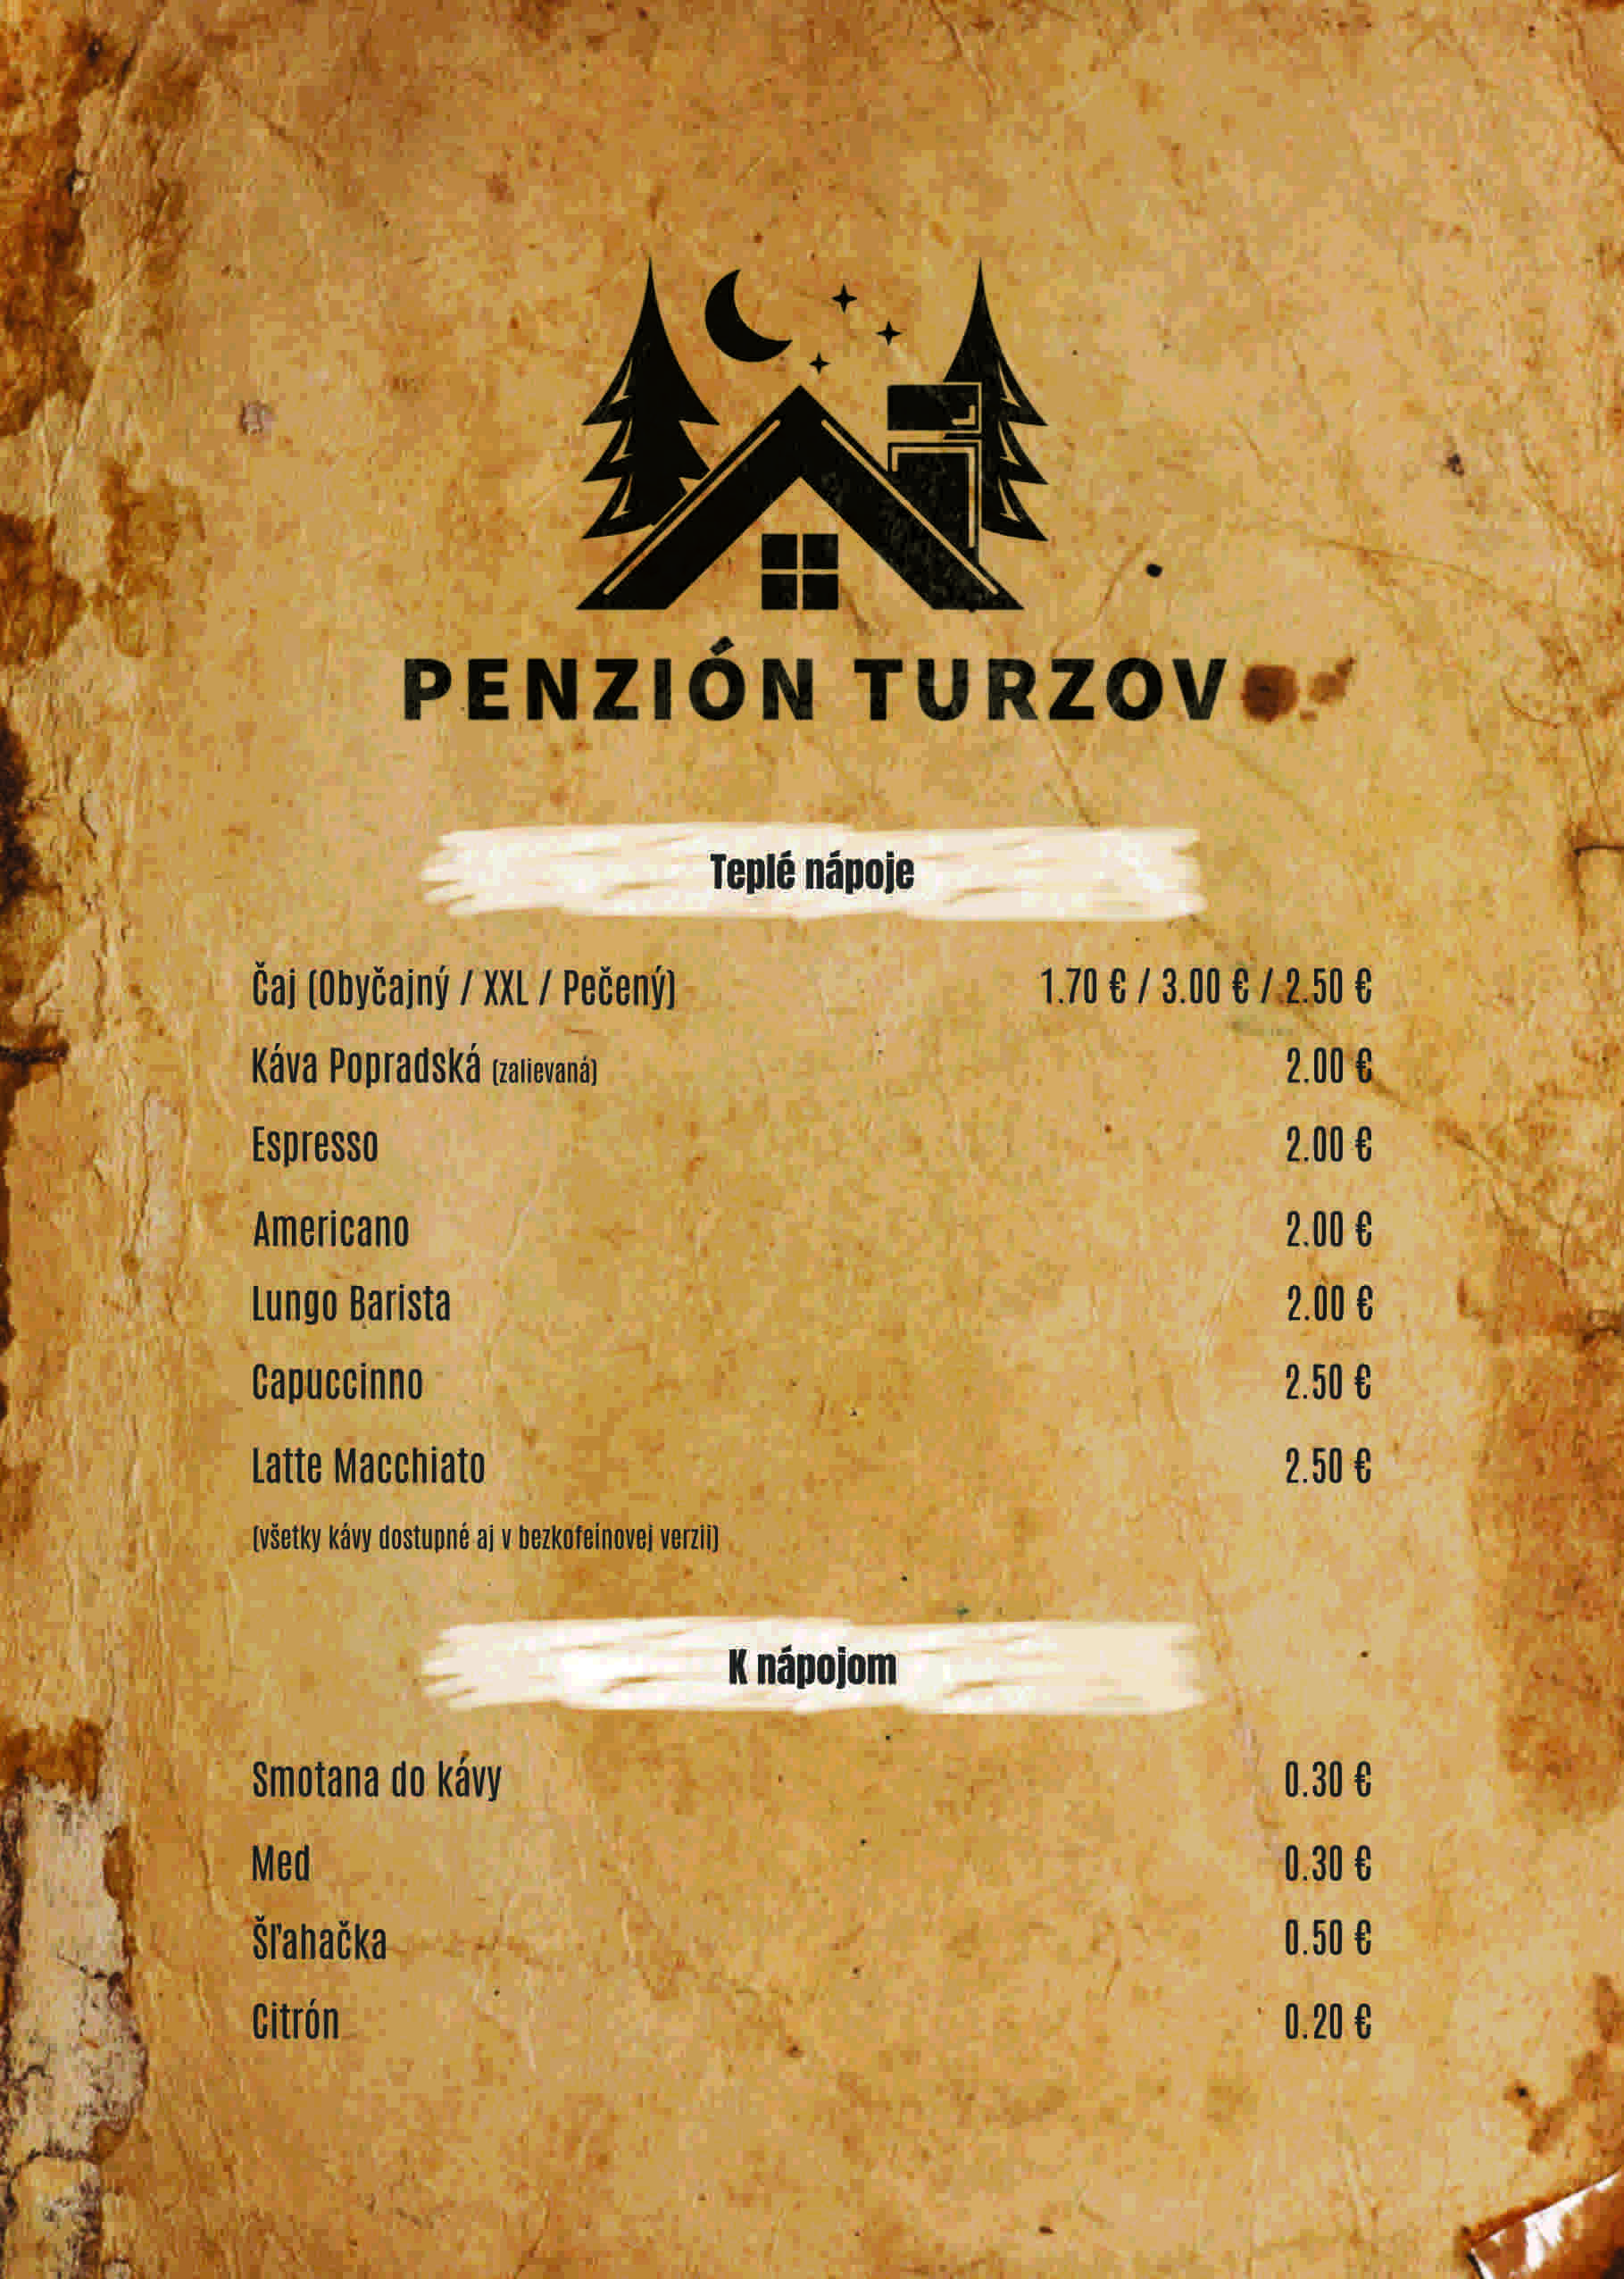 PENZIÓN TURZOV
Teplé nápoje
Čaj (Obyčajný / XXL / Pečený) 1.70 € / 3.00 € / 2.50 €
Káva Popradská (zalievaná) 2.00 €
Espresso 2.00 €
Americano 2.00 €
Lungo Barista 2.00 €
Capuccinno 2.50 €
Latte Macchiato 2.50 €
(všetky kávy dostupné aj v bezkofeínovej verzii)
K nápojom
Smotana do kávy 0.30 €
Med 0.30 €
Šľahačka 0.50 €
Citrón 0.20 €